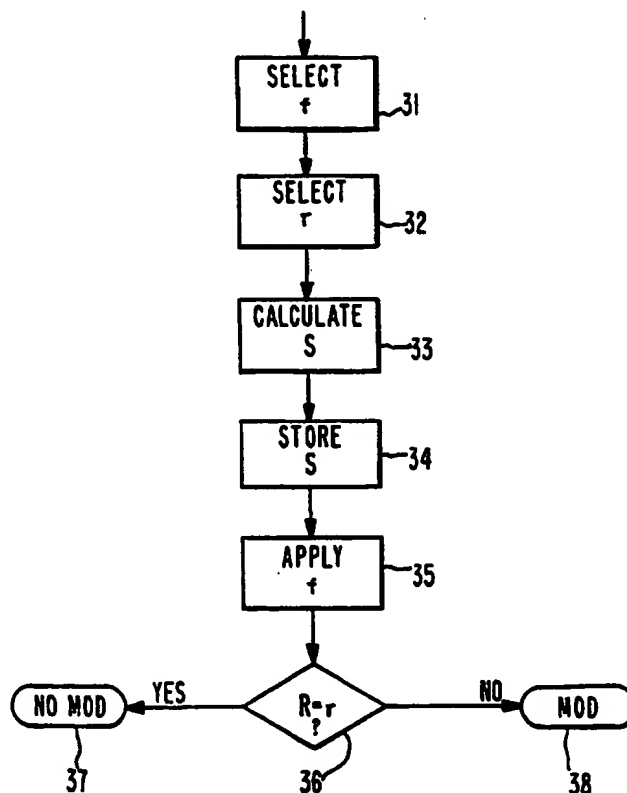 SELECT
f
31
SELECT
r
32
CALCULATE
S
33
STORE
S
34
APPLY
f
35
NO MOD
YES
R=r
?
NO
MOD
37
36
38